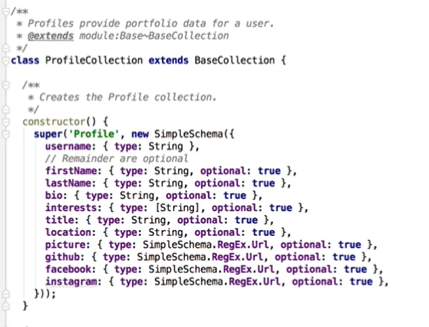 /**
 * Profiles provide portfolio data for a user.
 * @extends module:Base~BaseCollection
 */
class ProfileCollection extends BaseCollection {
/**
 * Creates the Profile collection.
 */
constructor() {
super('Profile', new SimpleSchema({
username: { type: String },
// Remainder are optional
firstName: { type: String, optional: true },
lastName: { type: String, optional: true },
bio: { type: String, optional: true },
interests: { type: [String], optional: true },
title: { type: String, optional: true },
location: { type: String, optional: true },
picture: { type: SimpleSchema.RegEx.Url, optional: true },
github: { type: SimpleSchema.RegEx.Url, optional: true },
facebook: { type: SimpleSchema.RegEx.Url, optional: true },
instagram: { type: SimpleSchema.RegEx.Url, optional: true },
}));
}